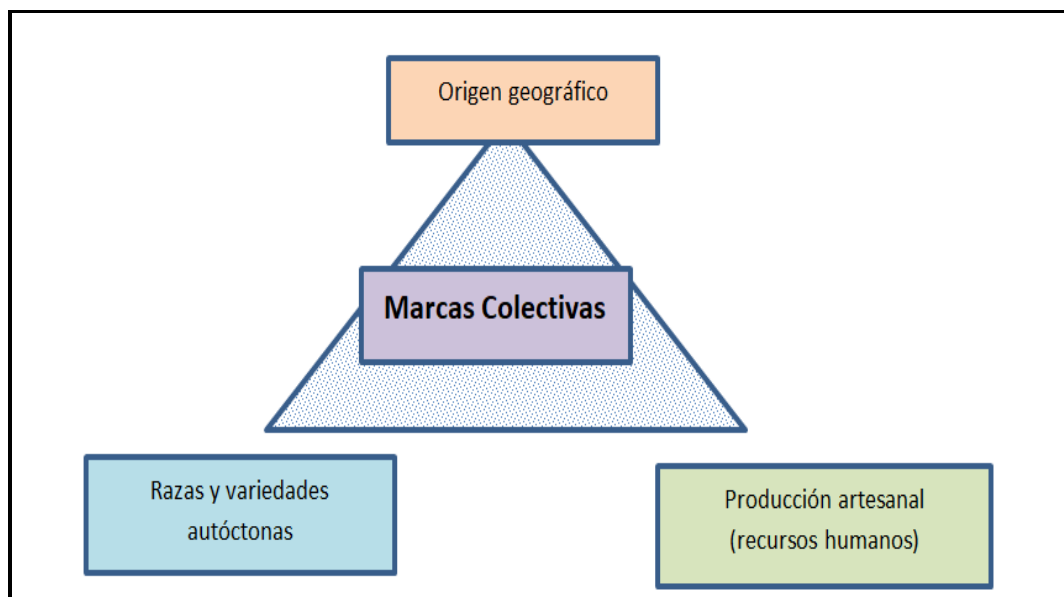 Origen geográfico
Marcas Colectivas
Razas y variedades
autóctonas
Producción artesanal
(recursos humanos)